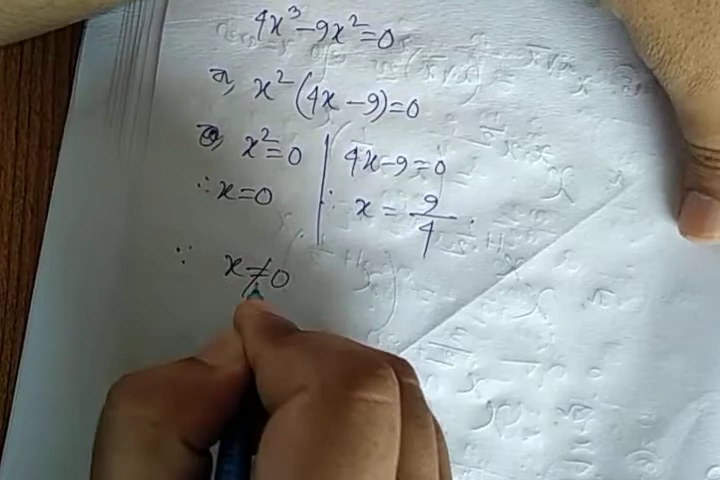 4x³-9x²=0
বা, x²(4x-9)=0
বা, x²=0 | 4x-9=0
∴x=0 | ∴ x=9/4.
∵ x≠0